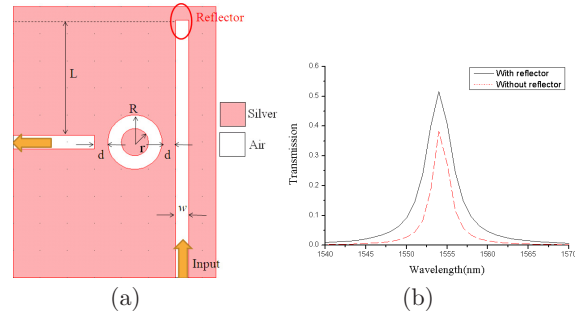 Reflector
L
R
r
d
d
w
Input
Silver
Air
(a)
0.6
0.5
0.4
0.3
0.2
0.1
0.0
Transmission
With reflector
Without reflector
1540 1545 1550 1555 1560 1565 1570
Wavelength(nm)
(b)